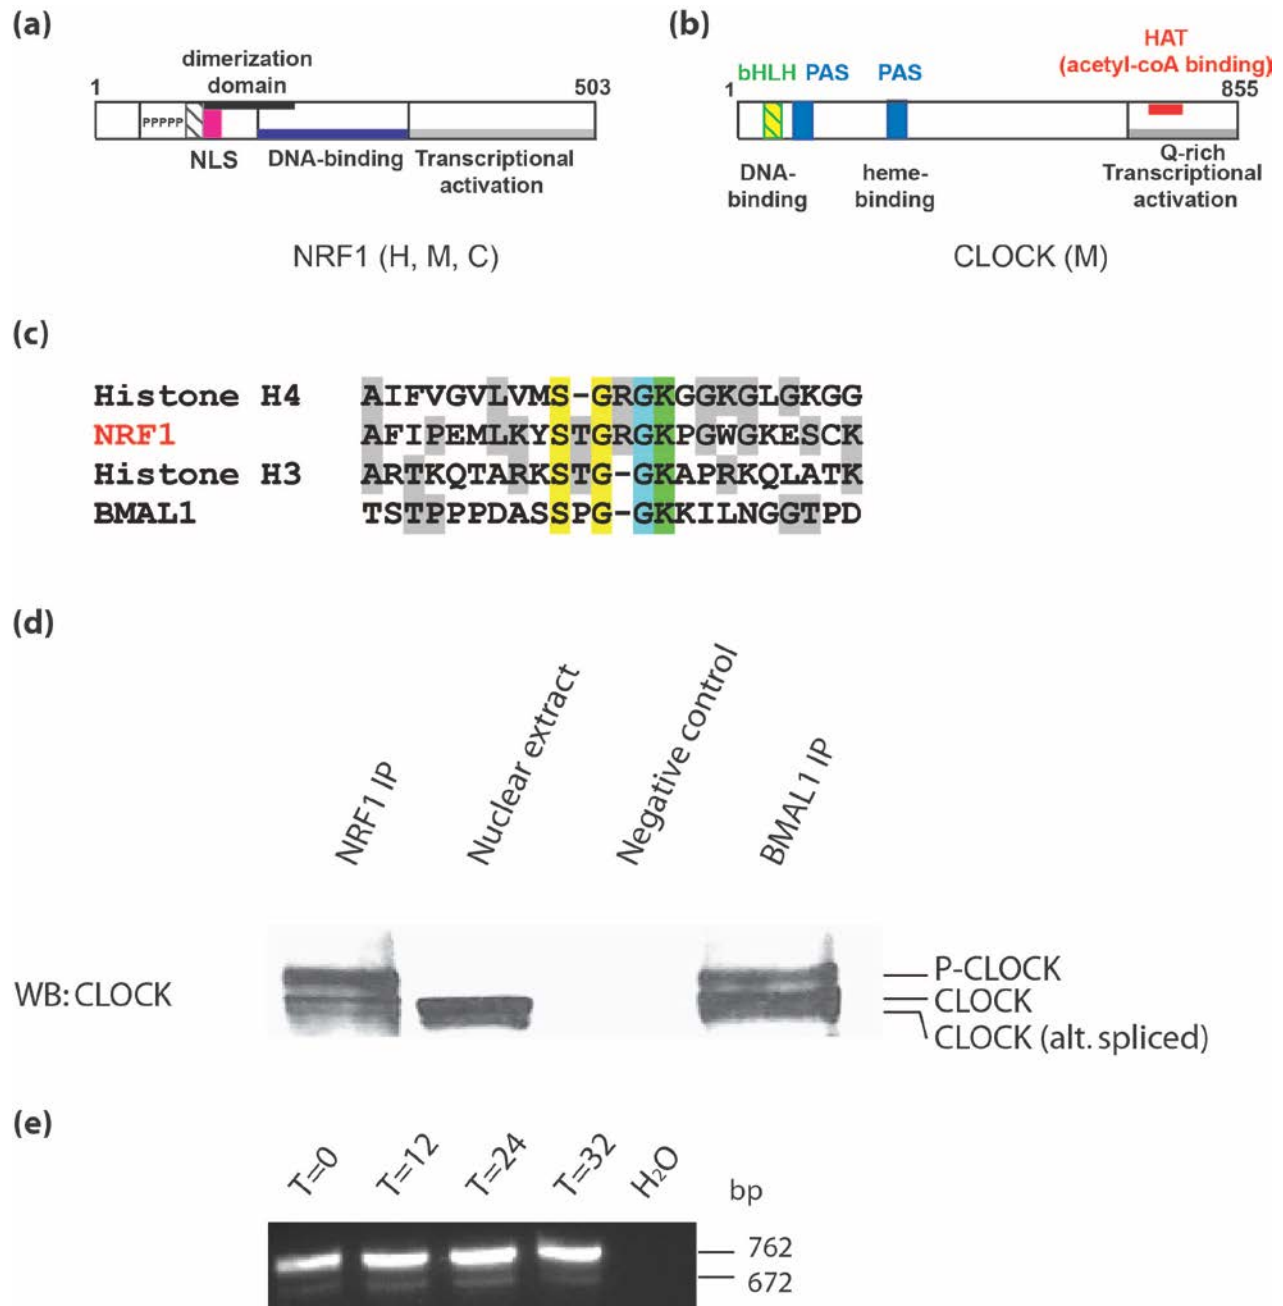 (a)
dimerization
domain
1
503
PPPPP
NLS
DNA-binding
Transcriptional
activation
NRF1 (H, M, C)
(b)
HAT
(acetyl-coA binding)
bHLH
PAS
PAS
1
855
DNA-
binding
heme-
binding
Q-rich
Transcriptional
activation
CLOCK (M)
(c)
Histone H4 AIFVGVLVMS-GRGKGGKGLGKGG
NRF1 AFIPEMLKYSTGRGKPGWGKESCK
Histone H3 ARTKQTARKSTG-GKAPRKQLATK
BMAL1 TSTPPPDASSPG-GKKILNGGTPD
(d)
NRF1 IP
Nuclear extract
Negative control
BMAL1 IP
WB: CLOCK
P-CLOCK
CLOCK
CLOCK (alt. spliced)
(e)
T=0
T=12
T=24
T=32
H₂O
bp
762
672